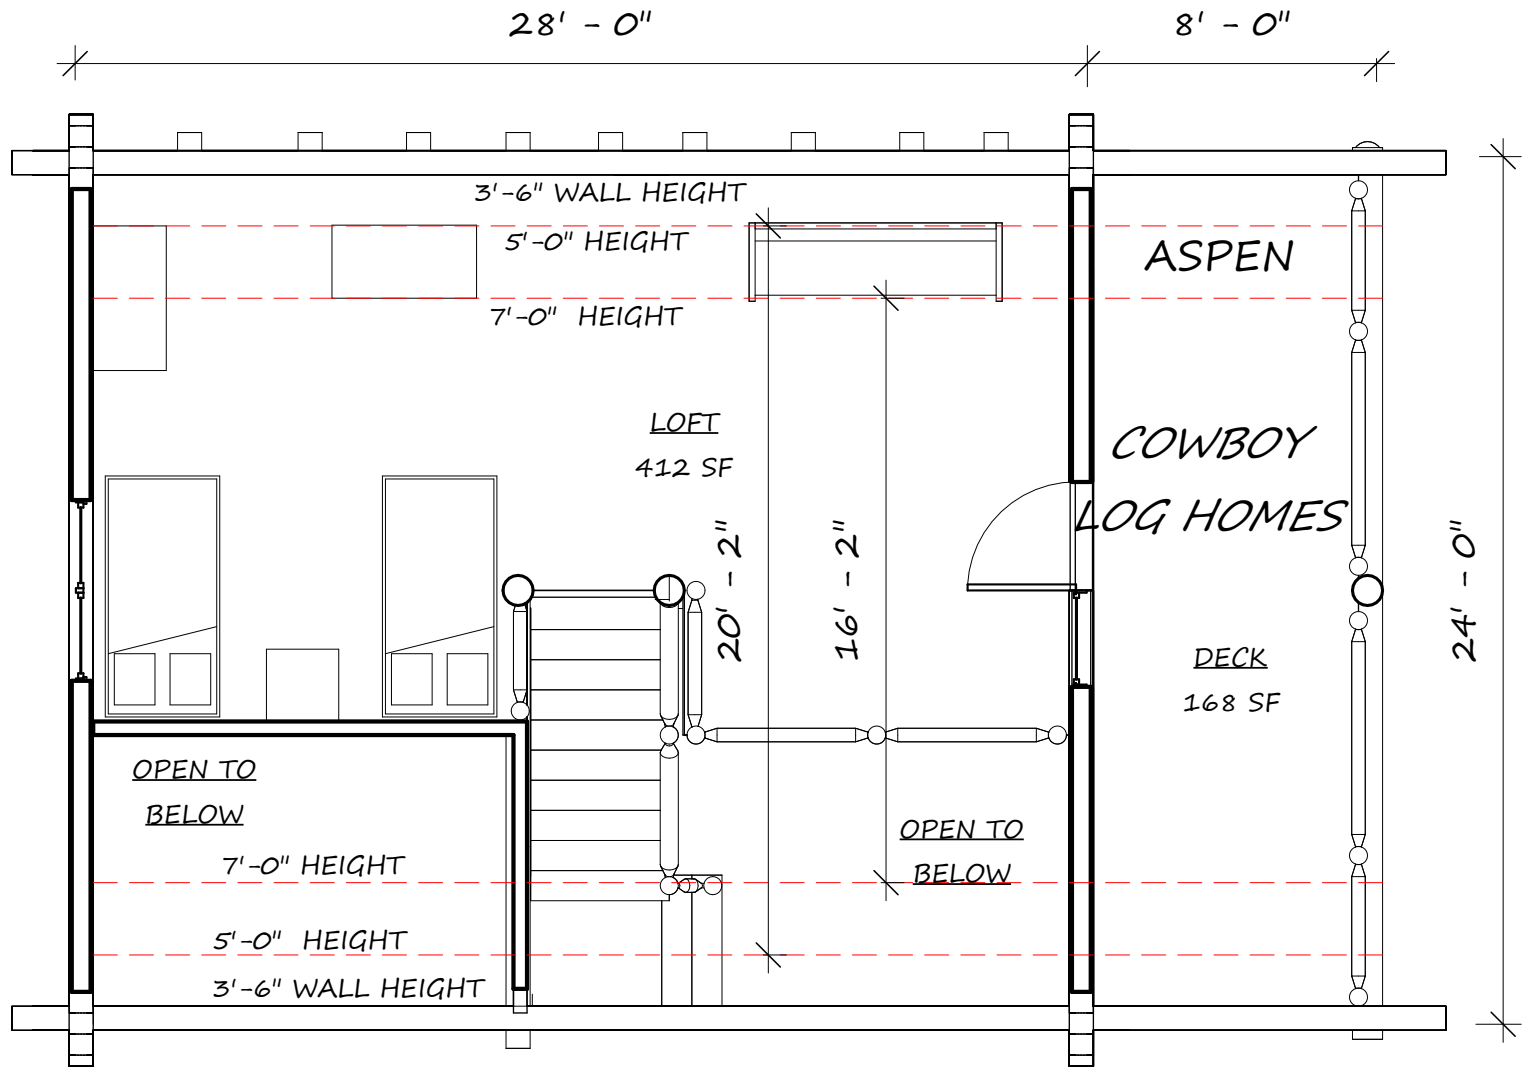 28' - 0"
8' - 0"
3'-6" WALL HEIGHT
5'-0" HEIGHT
7'-0" HEIGHT
ASPEN
LOFT
412 SF
COWBOY
LOG HOMES
20' - 2"
16' - 2"
24' - 0"
DECK
168 SF
OPEN TO
BELOW
OPEN TO
BELOW
7'-0" HEIGHT
5'-0" HEIGHT
3'-6" WALL HEIGHT